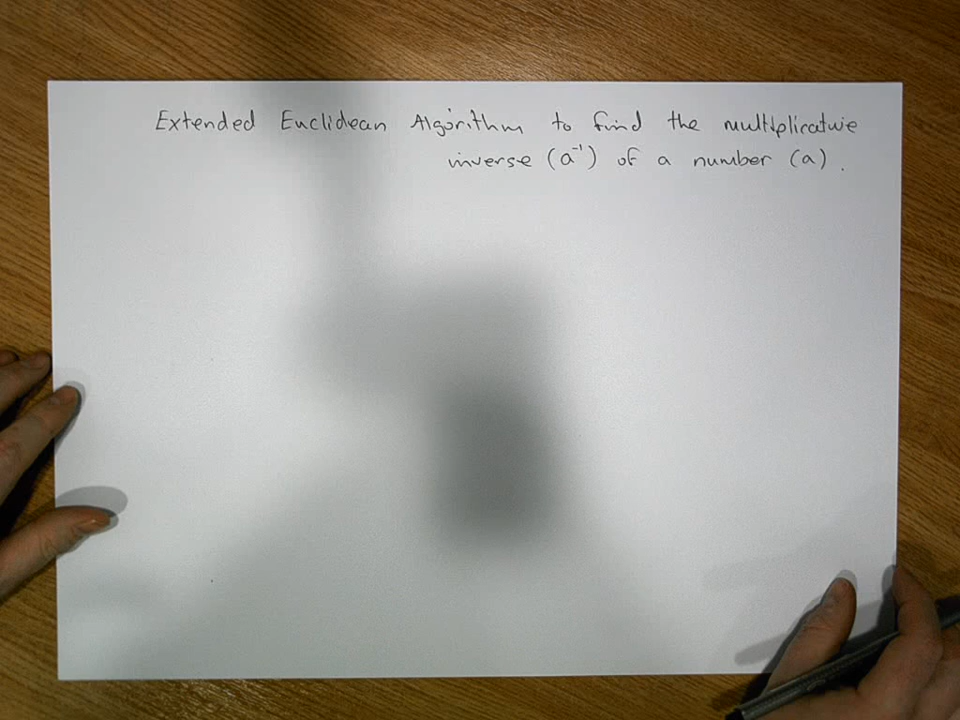 Extended Euclidean Algorithm to find the multiplicative
inverse (a⁻¹) of a number (a).